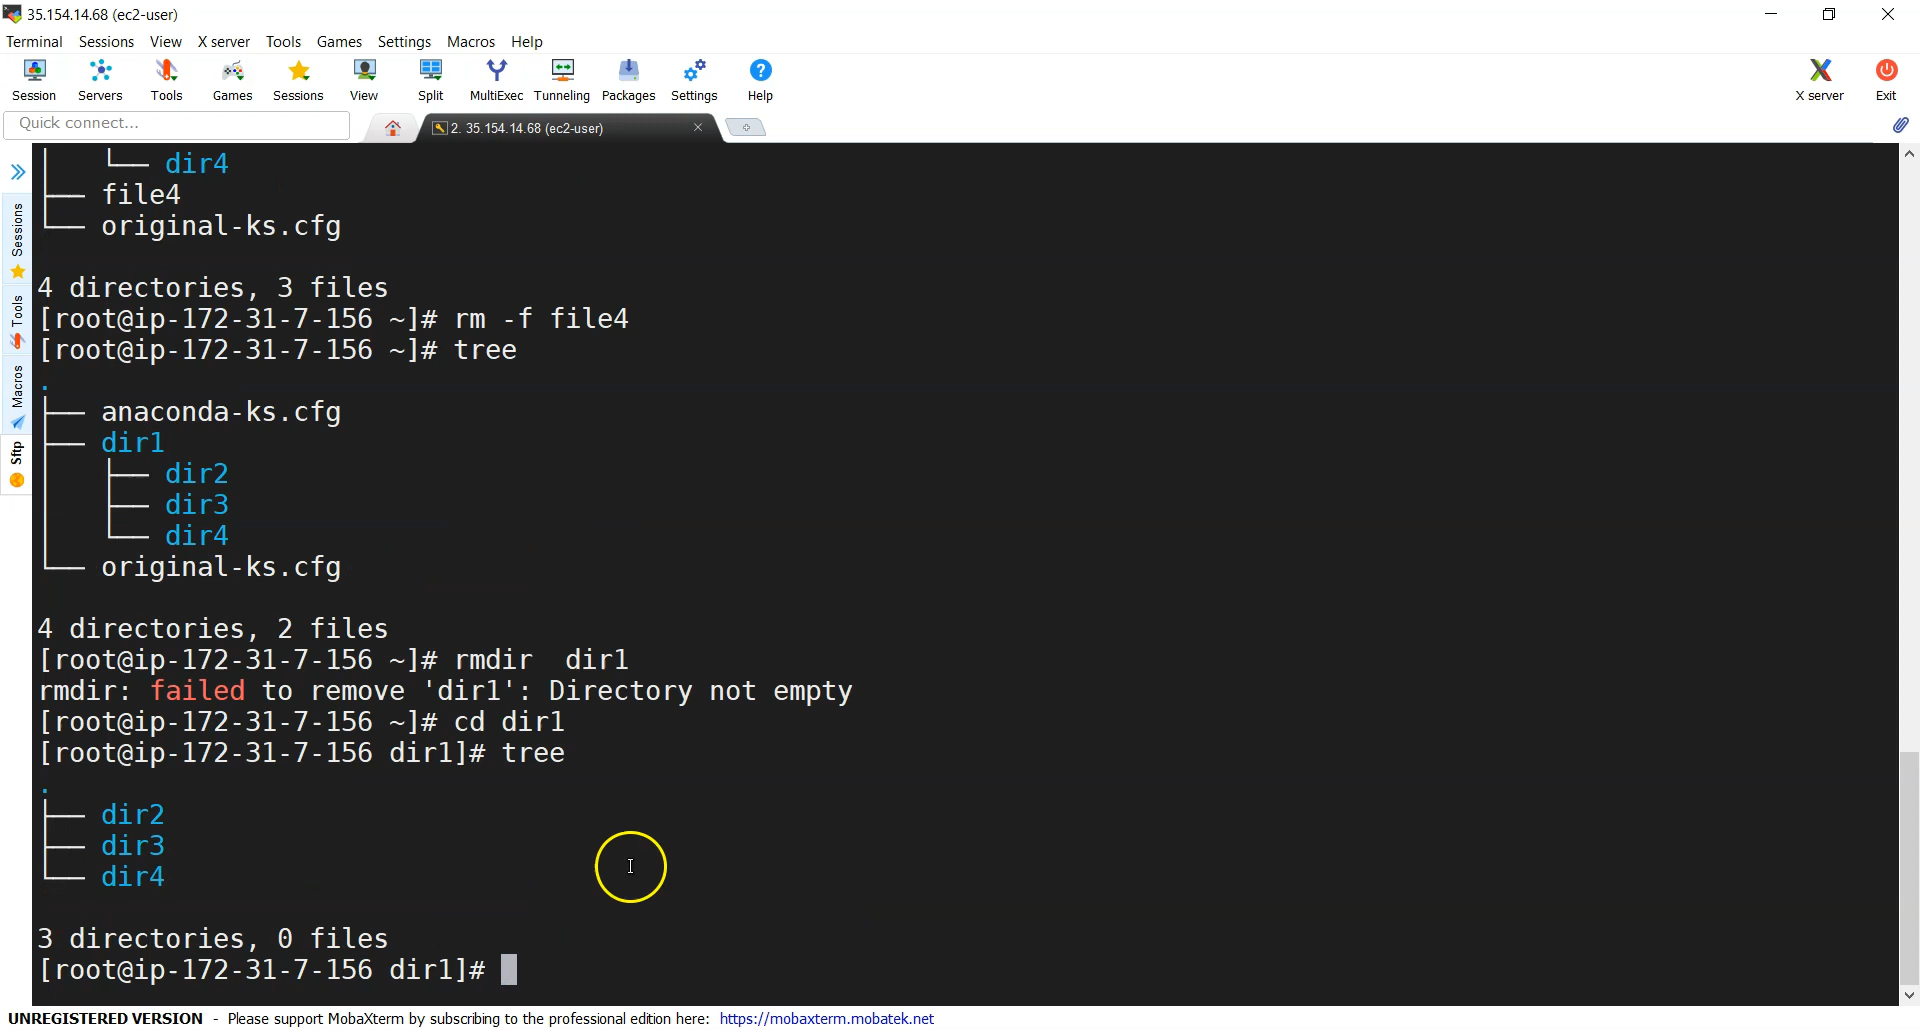 35.154.14.68 (ec2-user)
Terminal Sessions View X server Tools Games Settings Macros Help
Session Servers Tools Games Sessions View Split MultiExec Tunneling Packages Settings Help X server Exit
Quick connect...
2. 35.154.14.68 (ec2-user)
Sessions
Tools
Macros
Sftp
│   └── dir4
├── file4
└── original-ks.cfg
4 directories, 3 files
[root@ip-172-31-7-156 ~]# rm -f file4
[root@ip-172-31-7-156 ~]# tree
.
├── anaconda-ks.cfg
├── dir1
│   ├── dir2
│   ├── dir3
│   └── dir4
└── original-ks.cfg
4 directories, 2 files
[root@ip-172-31-7-156 ~]# rmdir  dir1
rmdir: failed to remove 'dir1': Directory not empty
[root@ip-172-31-7-156 ~]# cd dir1
[root@ip-172-31-7-156 dir1]# tree
.
├── dir2
├── dir3
└── dir4
3 directories, 0 files
[root@ip-172-31-7-156 dir1]#
UNREGISTERED VERSION - Please support MobaXterm by subscribing to the professional edition here: https://mobaxterm.mobatek.net